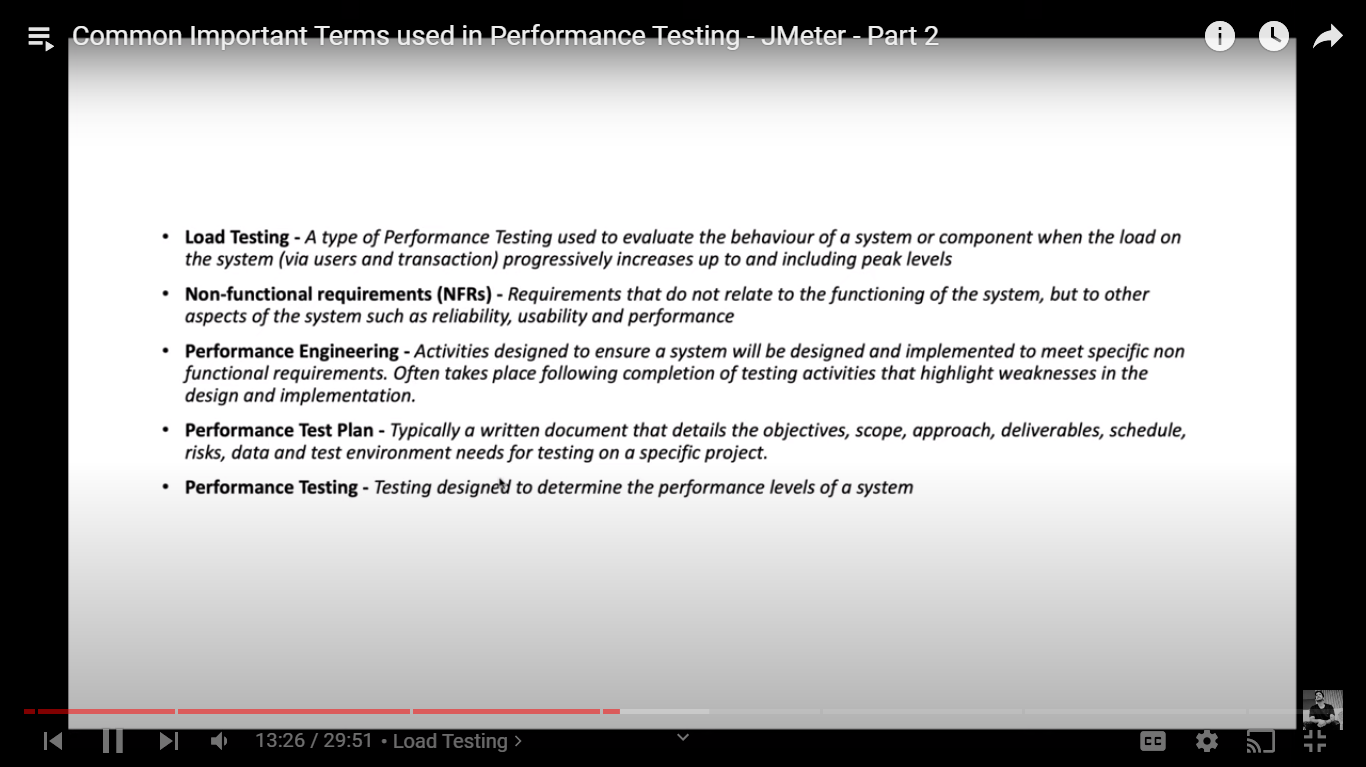 Common Important Terms used in Performance Testing - JMeter - Part 2
• Load Testing - A type of Performance Testing used to evaluate the behaviour of a system or component when the load on
the system (via users and transaction) progressively increases up to and including peak levels
• Non-functional requirements (NFRs) - Requirements that do not relate to the functioning of the system, but to other
aspects of the system such as reliability, usability and performance
• Performance Engineering - Activities designed to ensure a system will be designed and implemented to meet specific non
functional requirements. Often takes place following completion of testing activities that highlight weaknesses in the
design and implementation.
• Performance Test Plan - Typically a written document that details the objectives, scope, approach, deliverables, schedule,
risks, data and test environment needs for testing on a specific project.
• Performance Testing - Testing designed to determine the performance levels of a system
13:26 / 29:51 • Load Testing >
CC